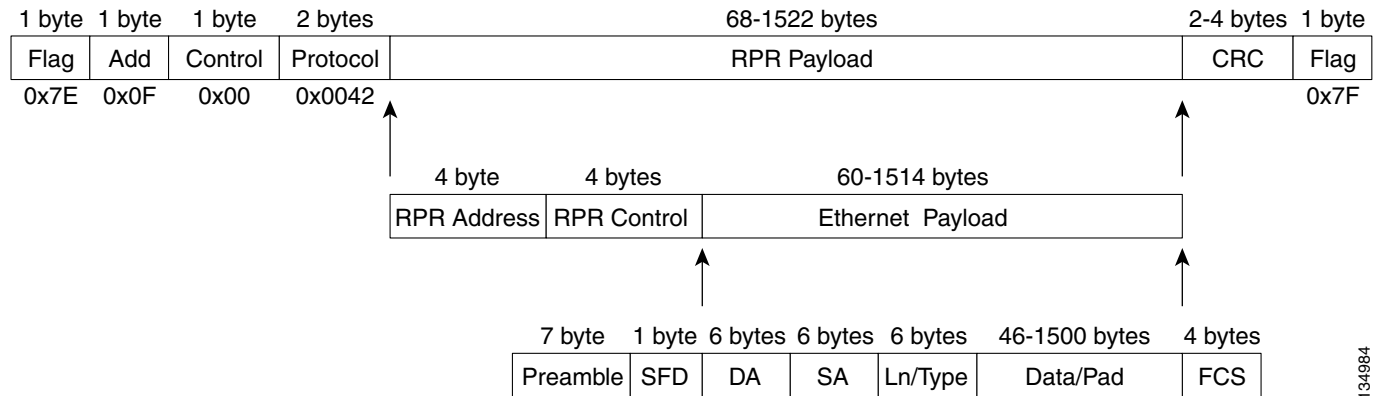 1 byte 1 byte 1 byte 2 bytes 68-1522 bytes 2-4 bytes 1 byte
Flag Add Control Protocol RPR Payload CRC Flag
0x7E 0x0F 0x00 0x0042 0x7F
4 byte 4 bytes 60-1514 bytes
RPR Address RPR Control Ethernet Payload
7 byte 1 byte 6 bytes 6 bytes 6 bytes 46-1500 bytes 4 bytes
Preamble SFD DA SA Ln/Type Data/Pad FCS
134984